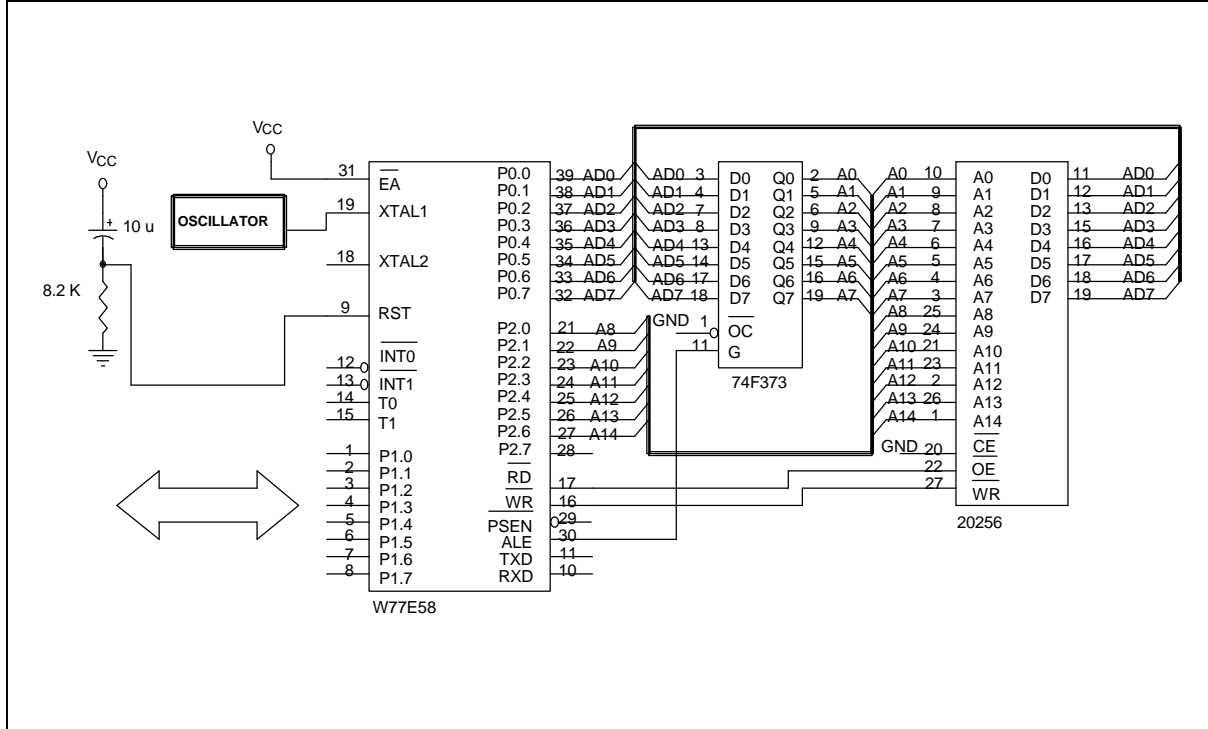 VCC
VCC
10 u
8.2 K
OSCILLATOR
31 EA
19 XTAL1
18 XTAL2
9 RST
12 INT0
13 INT1
14 T0
15 T1
1 P1.0
2 P1.1
3 P1.2
4 P1.3
5 P1.4
6 P1.5
7 P1.6
8 P1.7
P0.0 39 AD0
P0.1 38 AD1
P0.2 37 AD2
P0.3 36 AD3
P0.4 35 AD4
P0.5 34 AD5
P0.6 33 AD6
P0.7 32 AD7
P2.0 21 A8
P2.1 22 A9
P2.2 23 A10
P2.3 24 A11
P2.4 25 A12
P2.5 26 A13
P2.6 27 A14
P2.7 28
RD 17
WR 16
PSEN 29
ALE 30
TXD 11
RXD 10
W77E58
AD0 3 D0 Q0 2 A0
AD1 4 D1 Q1 5 A1
AD2 7 D2 Q2 6 A2
AD3 8 D3 Q3 9 A3
AD4 13 D4 Q4 12 A4
AD5 14 D5 Q5 15 A5
AD6 17 D6 Q6 16 A6
AD7 18 D7 Q7 19 A7
GND 1 OC
11 G
74F373
A0 10 A0 D0 11 AD0
A1 9 A1 D1 12 AD1
A2 8 A2 D2 13 AD2
A3 7 A3 D3 15 AD3
A4 6 A4 D4 16 AD4
A5 5 A5 D5 17 AD5
A6 4 A6 D6 18 AD6
A7 3 A7 D7 19 AD7
A8 25 A8
A9 24 A9
A10 21 A10
A11 23 A11
A12 2 A12
A13 26 A13
A14 1 A14
GND 20 CE
22 OE
27 WR
20256